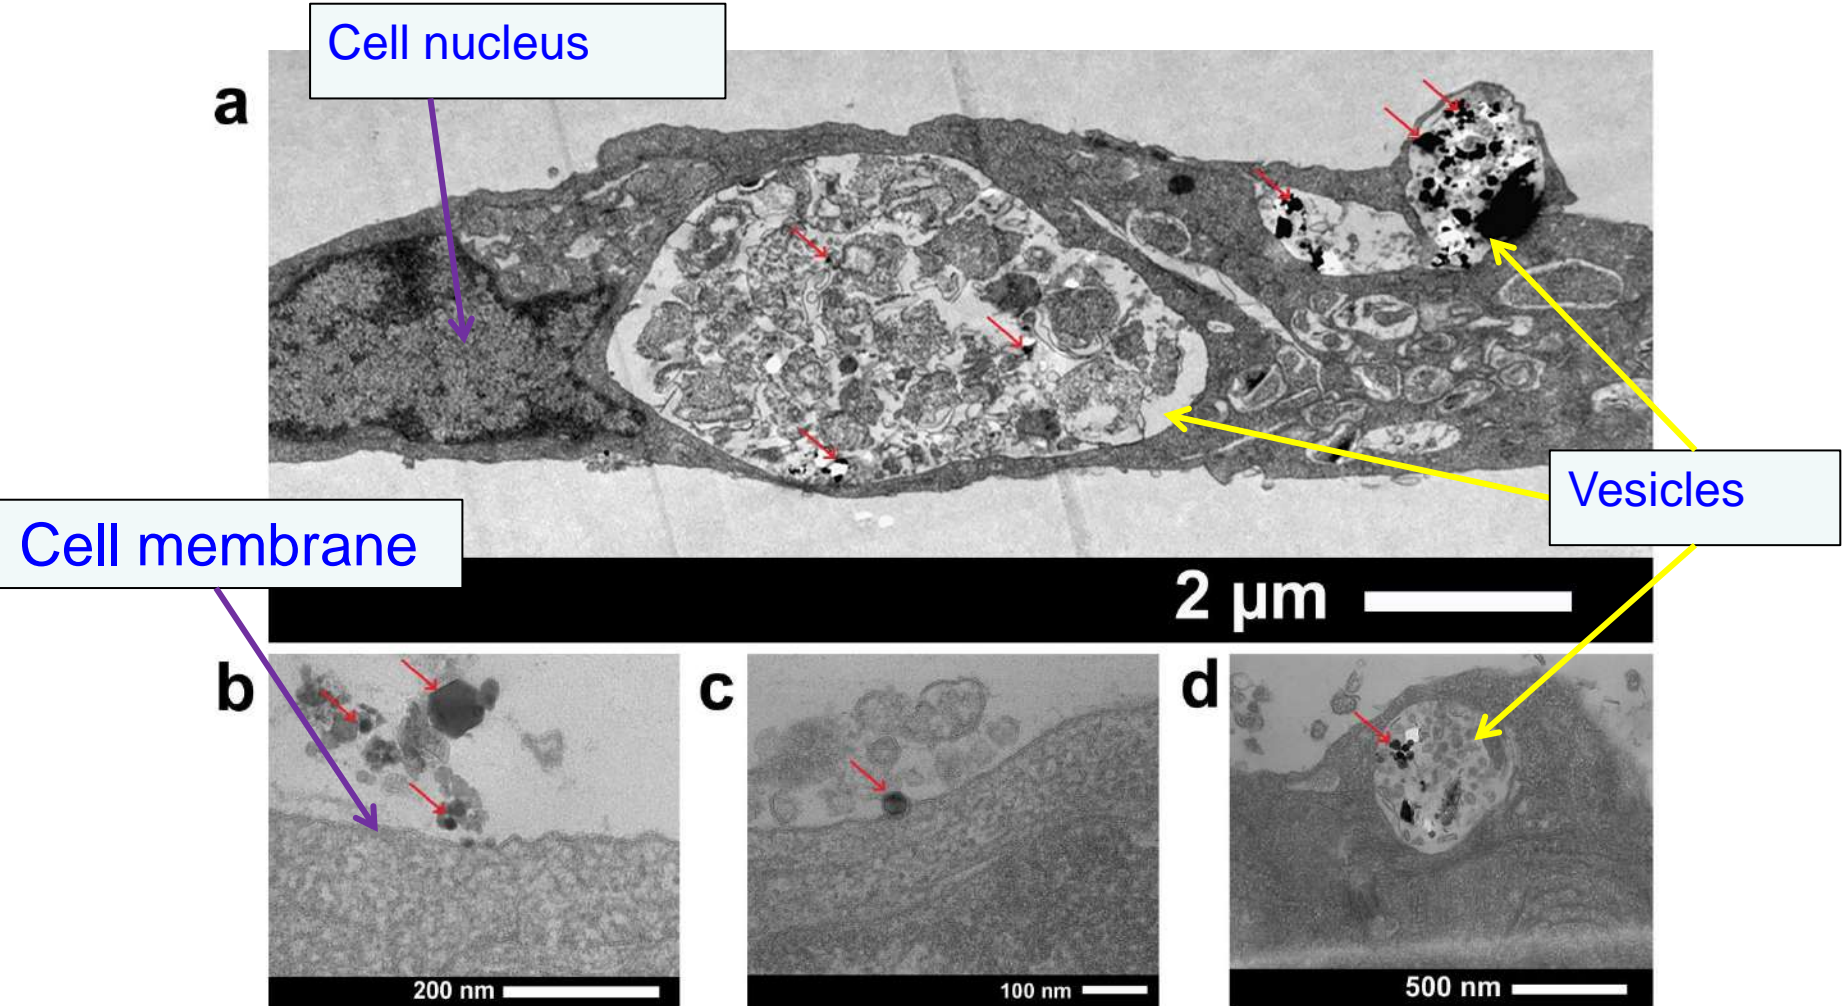 Cell nucleus
a
Vesicles
Cell membrane
2 µm
b
c
d
200 nm
100 nm
500 nm